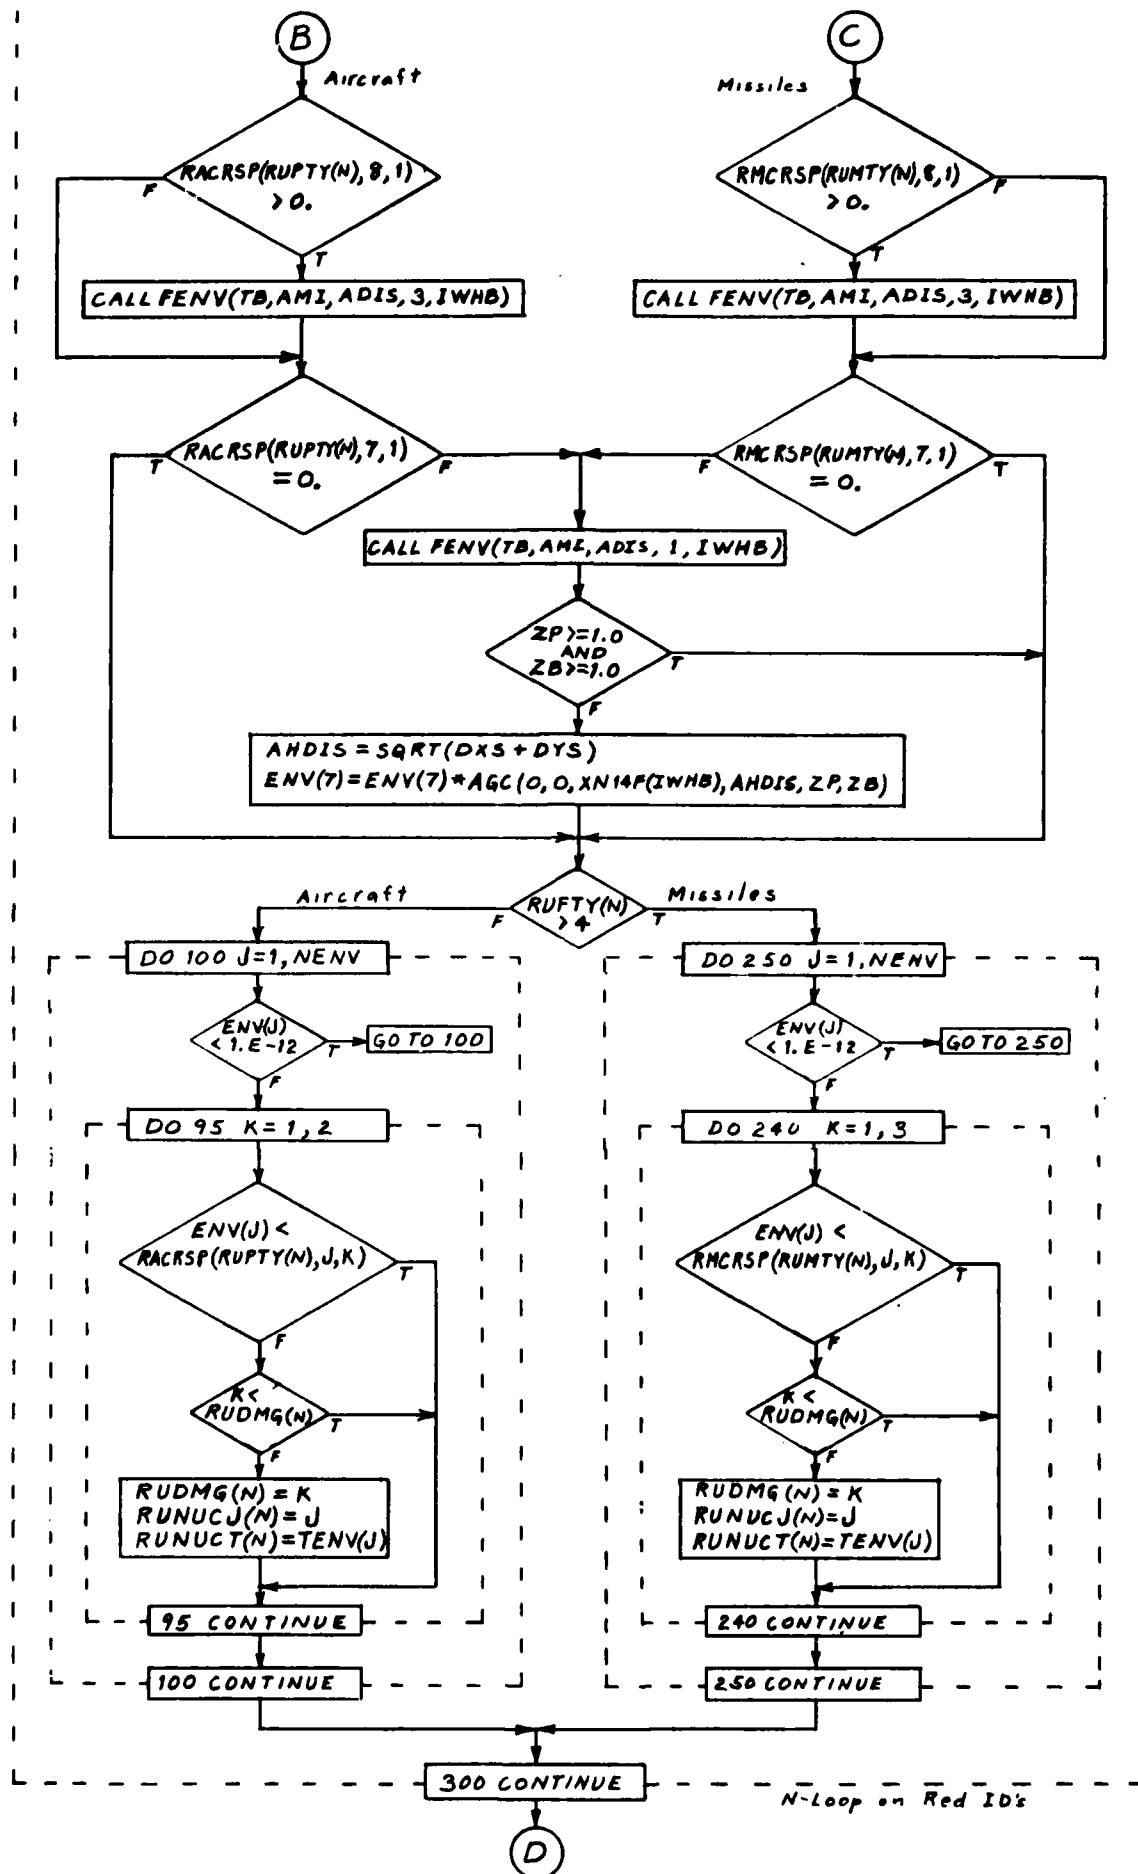 B
Aircraft
RACRSP(RUPTY(N),8,1)
>0.
F
T
CALL FENV(TB,AMI,ADIS,3,IWHB)
C
Missiles
RMCRSP(RUMTY(N),8,1)
>0.
F
T
CALL FENV(TB,AMI,ADIS,3,IWHB)
RACRSP(RUPTY(N),7,1)
=0.
T
F
RMCRSP(RUMTY(N),7,1)
=0.
F
T
CALL FENV(TB,AMI,ADIS,1,IWHB)
ZP>=1.0
AND
ZB>=1.0
T
F
AHDIS=SQRT(DXS+DYS)
ENV(7)=ENV(7)*AGC(0,0,XN14F(IWHB),AHDIS,ZP,ZB)
RUFTY(N)
>4
Aircraft
F
Missiles
T
DO 100 J=1,NENV
ENV(J)
<1.E-12
T
GO TO 100
F
DO 95 K=1,2
ENV(J)<
RACRSP(RUPTY(N),J,K)
T
F
K<
RUDMG(N)
T
F
RUDMG(N)=K
RUNUCJ(N)=J
RUNUCT(N)=TENV(J)
95 CONTINUE
100 CONTINUE
DO 250 J=1,NENV
ENV(J)
<1.E-12
T
GO TO 250
F
DO 240 K=1,3
ENV(J)<
RMCRSP(RUMTY(N),J,K)
T
F
K<
RUDMG(N)
T
F
RUDMG(N)=K
RUNUCJ(N)=J
RUNUCT(N)=TENV(J)
240 CONTINUE
250 CONTINUE
300 CONTINUE
N-Loop on Red ID's
D